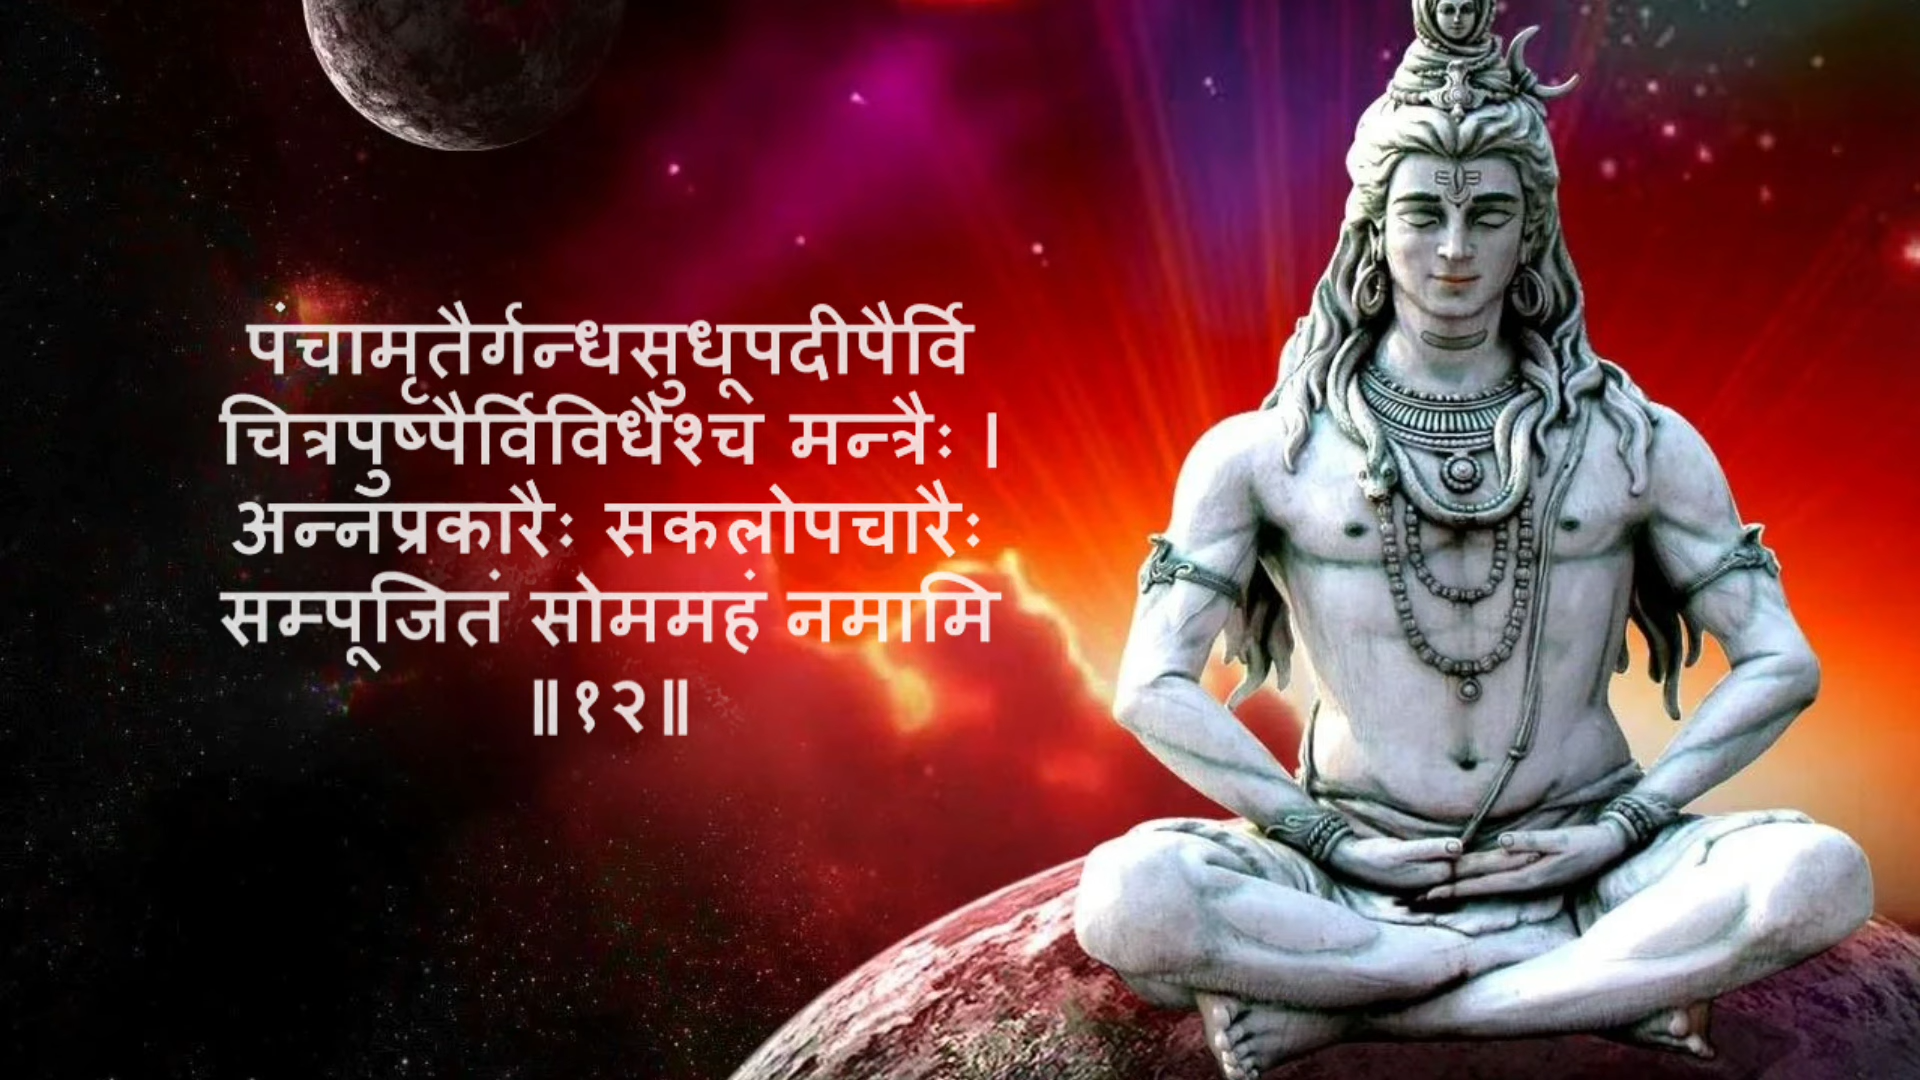 पंचामृतैर्गन्धसुधूपदीपैर्वि
चित्रपुष्पैर्विविधैश्च मन्त्रैः ।
अन्नप्रकारैः सकलोपचारैः
सम्पूजितं सोममहं नमामि
॥१२॥